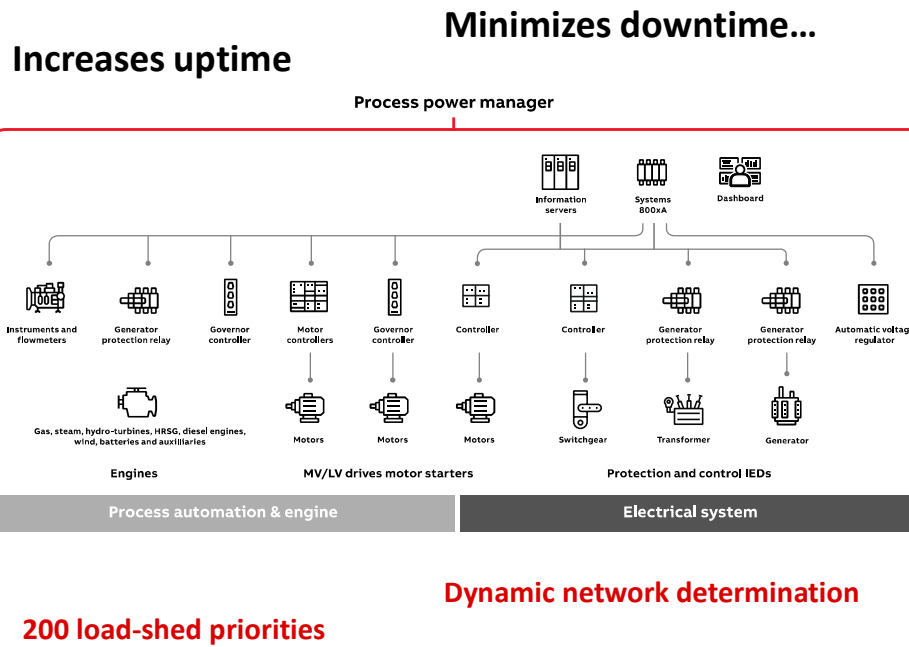 Minimizes downtime…
Increases uptime
Process power manager
Information
servers
Systems
800xA
Dashboard
Instruments and
flowmeters
Generator
protection relay
Governor
controller
Motor
controllers
Governor
controller
Controller
Controller
Generator
protection relay
Generator
protection relay
Automatic voltag
regulator
Gas, steam, hydro-turbines, HRSG, diesel engines,
wind, batteries and auxilliaries
Motors
Motors
Motors
Switchgear
Transformer
Generator
Engines
MV/LV drives motor starters
Protection and control IEDs
Process automation & engine
Electrical system
Dynamic network determination
200 load-shed priorities